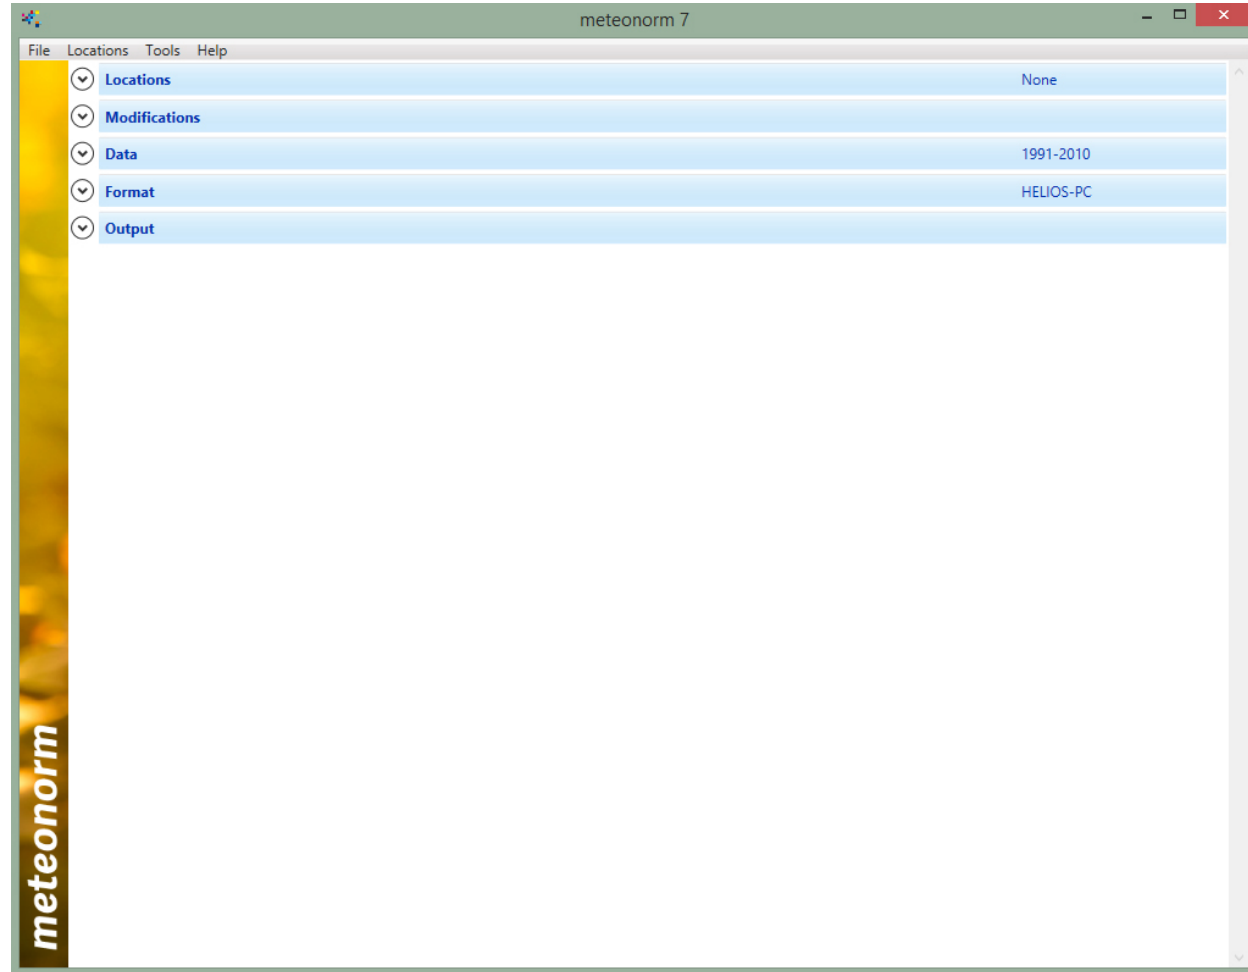 meteonorm 7
File Locations Tools Help
Locations None
Modifications
Data 1991-2010
Format HELIOS-PC
Output
meteonorm